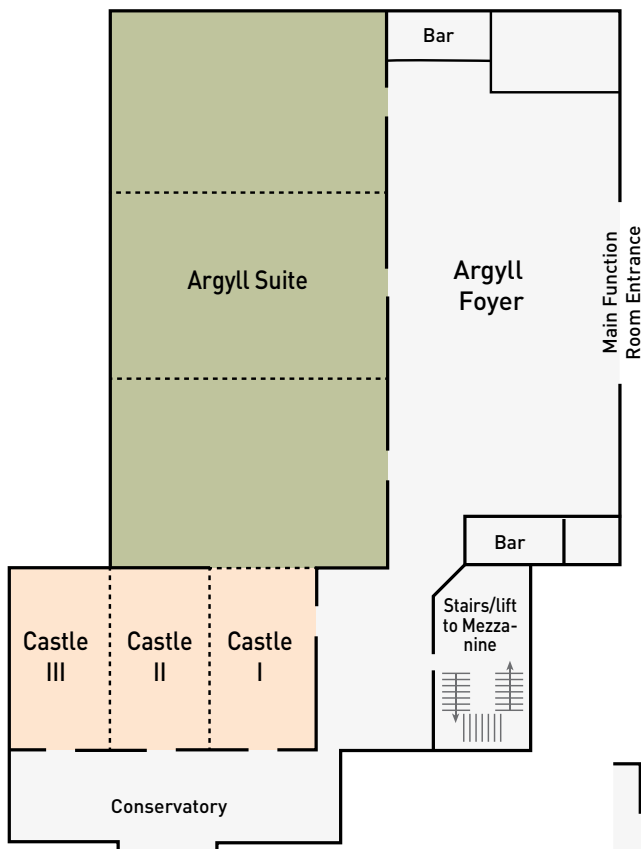 Bar
Argyll Suite
Argyll
Foyer
Main Function
Room Entrance
Bar
Stairs/lift
to Mezza-
nine
Castle
III
Castle
II
Castle
I
Conservatory